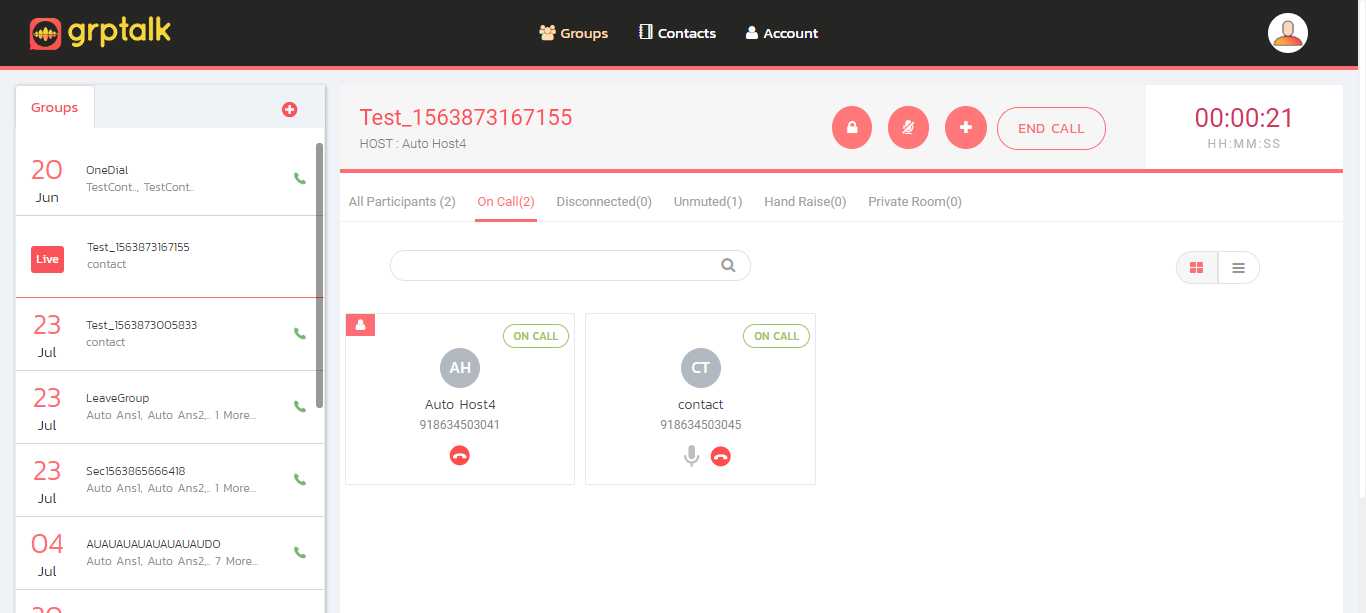 grptalk
Groups
Contacts
Account
Groups
20
Jun
OneDial
TestCont.., TestCont..
Live
Test_1563873167155
contact
23
Jul
Test_1563873005833
contact
23
Jul
LeaveGroup
Auto Ans1, Auto Ans2,.. 1 More...
23
Jul
Sec1563865666418
Auto Ans1, Auto Ans2,.. 1 More...
04
Jul
AUAUAUAUAUAUAUAUDO
Auto Ans1, Auto Ans2,.. 7 More...
Test_1563873167155
HOST : Auto Host4
END CALL
00:00:21
HH:MM:SS
All Participants (2)
On Call(2)
Disconnected(0)
Unmuted(1)
Hand Raise(0)
Private Room(0)
ON CALL
AH
Auto Host4
918634503041
ON CALL
CT
contact
918634503045